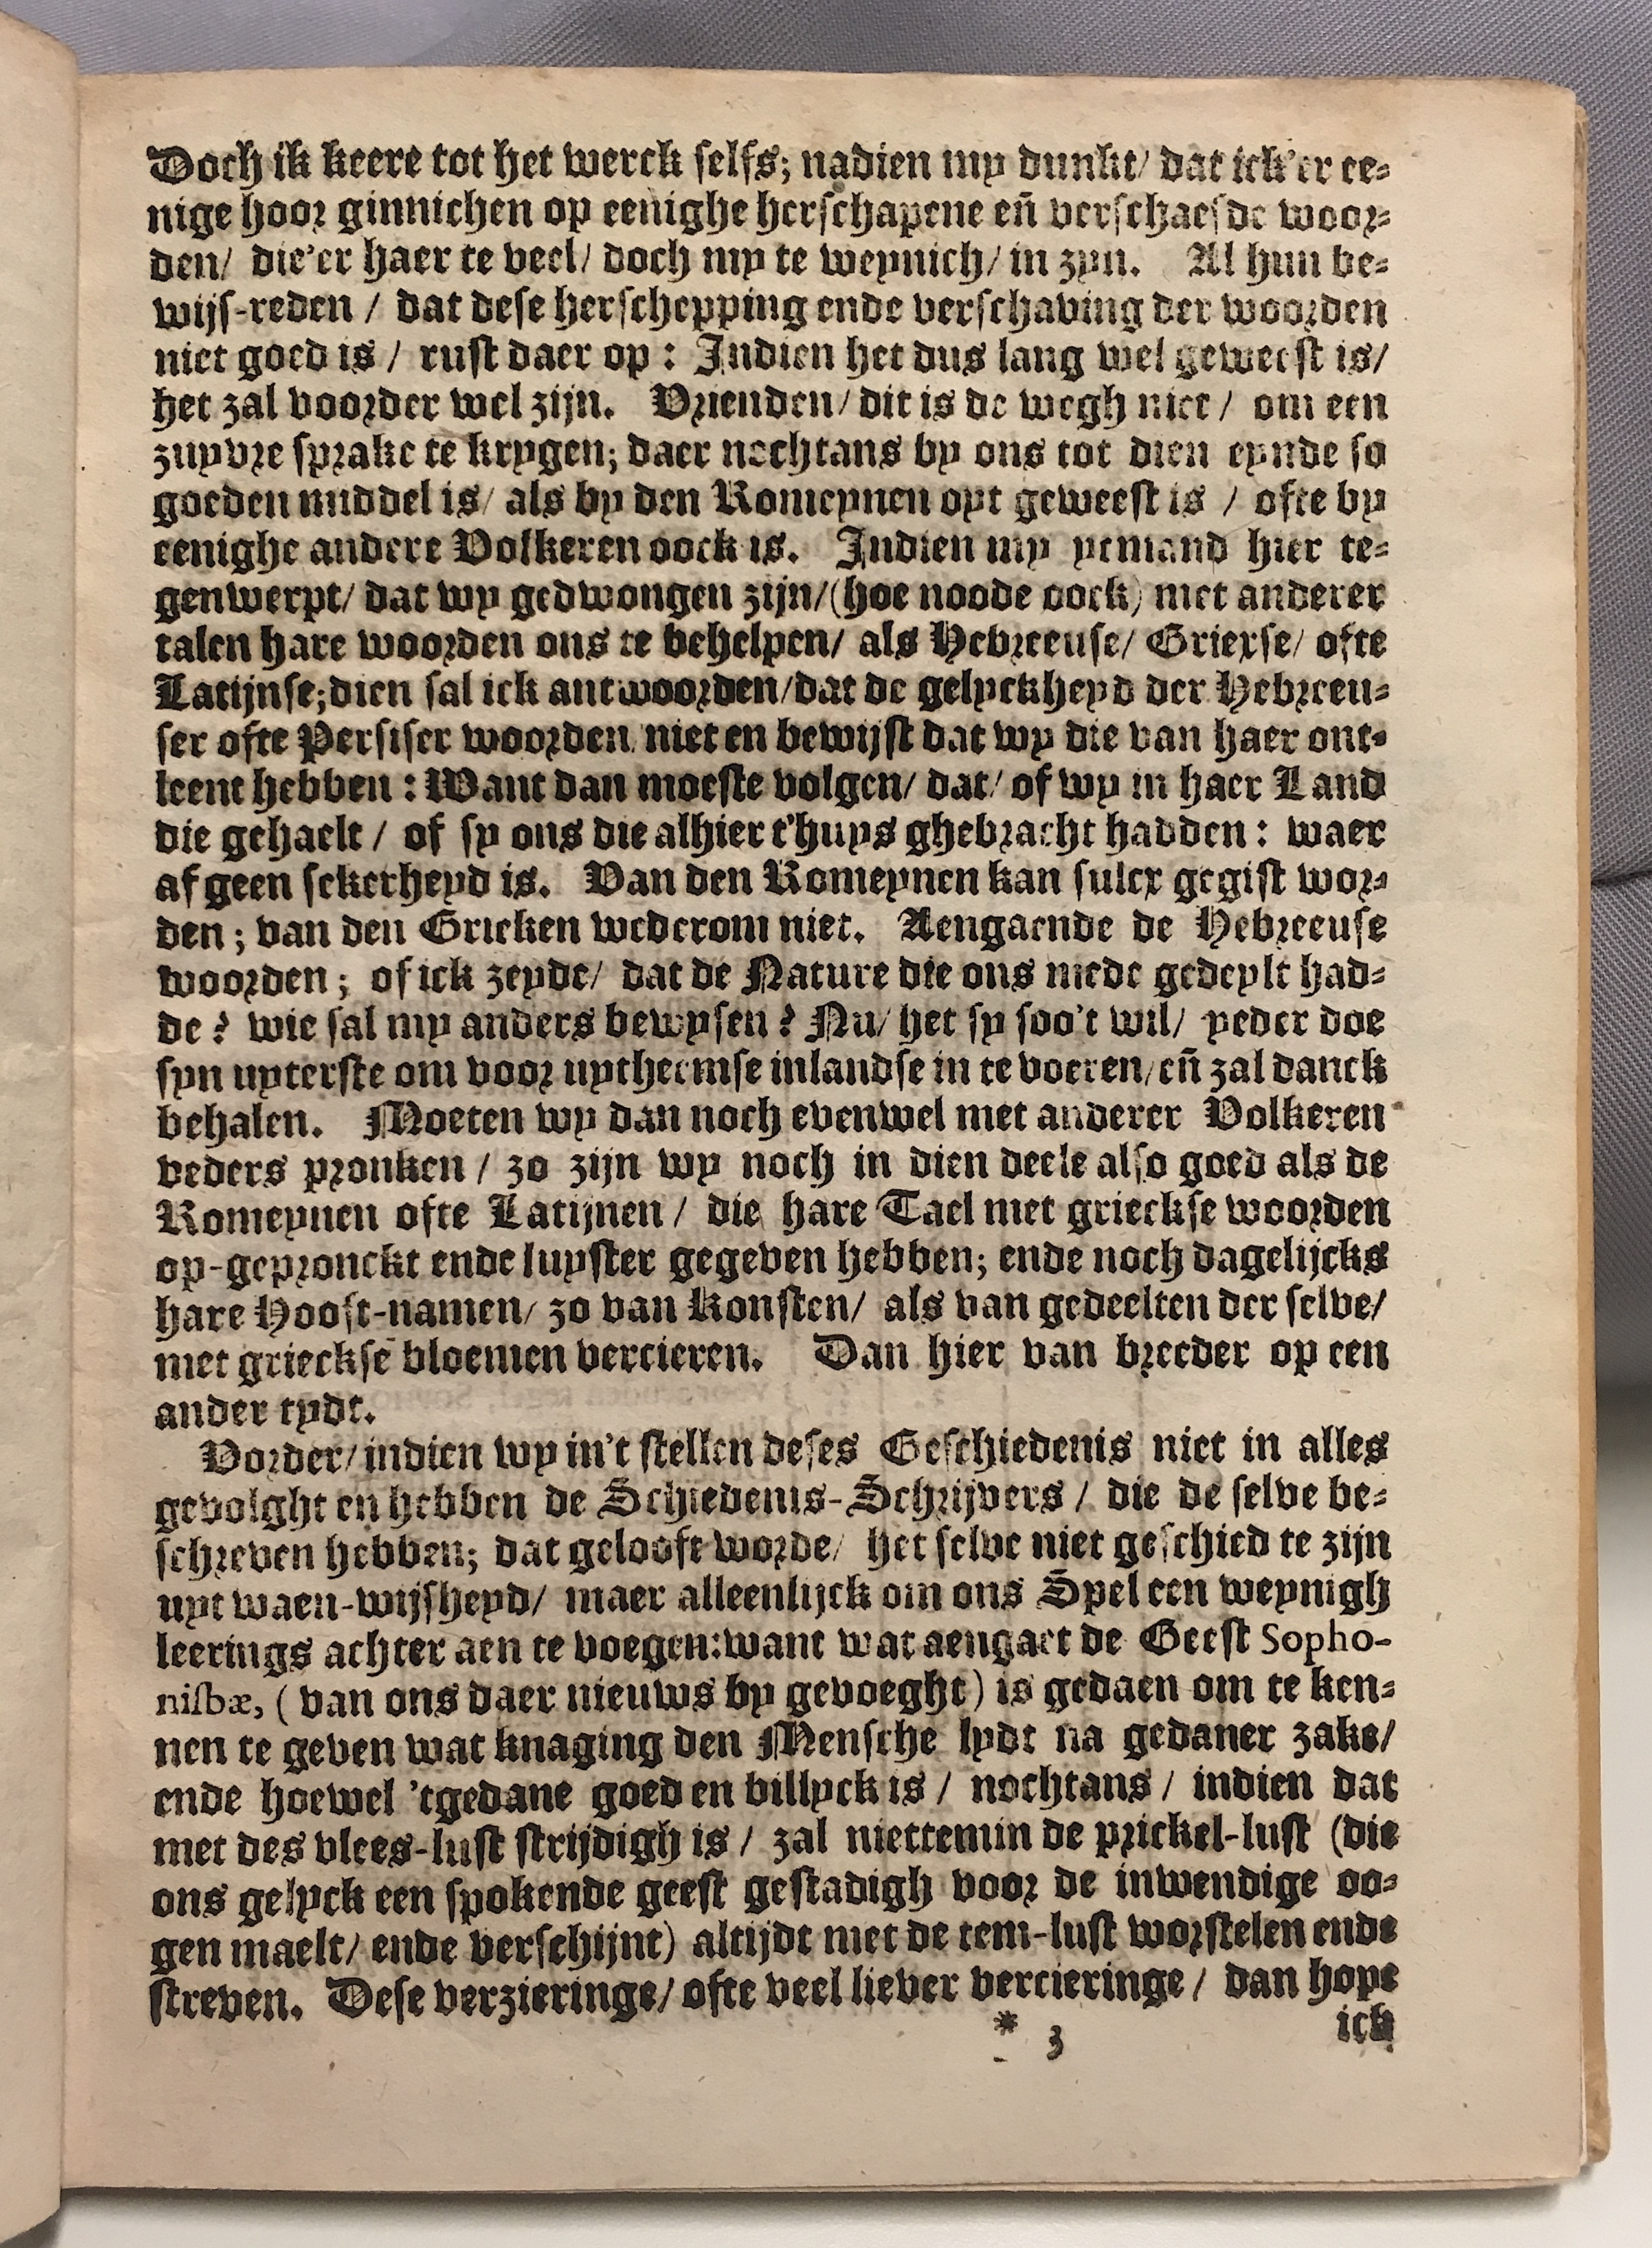 Doch ik keere tot het werck selfs; nadien my dunkt/ dat ick'er ee-
nige hoor ginnichen op eenighe herschapene eñ verschaefde woor-
den/ die'er haer te veel/ doch my te weynich/ in zyn. Al hun be-
wijs-reden / dat dese herschepping ende verschaving der woorden
niet goed is / rust daer op : Indien het dus lang wel geweest is/
het zal voorder wel zijn. Vrienden/ dit is de wegh niet / om een
zuyvre sprake te krygen; daer nochtans by ons tot dien eynde so
goeden middel is/ als by den Romeynen oyt geweest is / ofte by
eenighe andere Volkeren oock is. Indien my yemand hier te-
genwerpt/ dat wy gedwongen zijn/(hoe noode oock) met anderer
talen hare woorden ons te behelpen/ als Hebreeuse/ Grierse/ ofte
Latijnse;dien sal ick antwoorden/dat de gelyckheyd der Hebreeu-
ser ofte Persiser woorden niet en bewijst dat wy die van haer ont-
leent hebben : Want dan moeste volgen/ dat/ of wy in haer Land
die gehaelt / of sy ons die alhier t'huys ghebracht hadden : waer
af geen sekerheyd is. Van den Romeynen kan sulcx gegist wor-
den ; van den Grieken wederom niet. Aengaende de Hebreeuse
woorden ; of ick zeyde/ dat de Nature die ons mede gedeylt had-
de ? wie sal my anders bewysen ? Nu/ het sy soo't wil/ yeder doe
syn uyterste om voor uytheemse inlandse in te voeren/eñ zal danck
behalen. Moeten wy dan noch evenwel met anderer Volkeren
veders pronken / zo zijn wy noch in dien deele also goed als de
Romeynen ofte Latijnen / die hare Tael met grieckse woorden
op-gepronckt ende luyster gegeven hebben; ende noch dagelijcks
hare Hooft-namen/ zo van Konsten/ als van gedeelten der selve/
met grieckse bloemen vercieren. Dan hier van breeder op een
ander tydt.
Vorder/ indien wy in't stellen deses Geschiedenis niet in alles
gevolght en hebben de Schiedenis-Schrijvers / die de selve be-
schreven hebben; dat gelooft worde/ het selve niet geschied te zijn
uyt waen-wijsheyd/ maer alleenlijck om ons Spel een weynigh
leerings achter aen te voegen:want wat aengaet de Geest Sopho-
nisbæ, ( van ons daer nieuws by gevoeght) is gedaen om te ken-
nen te geven wat knaging den Mensche lydt na gedaner zake/
ende hoewel 'tgedane goed en billyck is / nochtans / indien dat
met des vlees-lust strijdigh is / zal niettemin de prickel-lust (die
ons gelyck een spokende geest gestadigh voor de inwendige oo-
gen maelt/ ende verschijnt) altijdt met de tem-lust worstelen ende
streven. Dese verzieringe/ ofte veel liever vercieringe / dan hope
* 3 ick